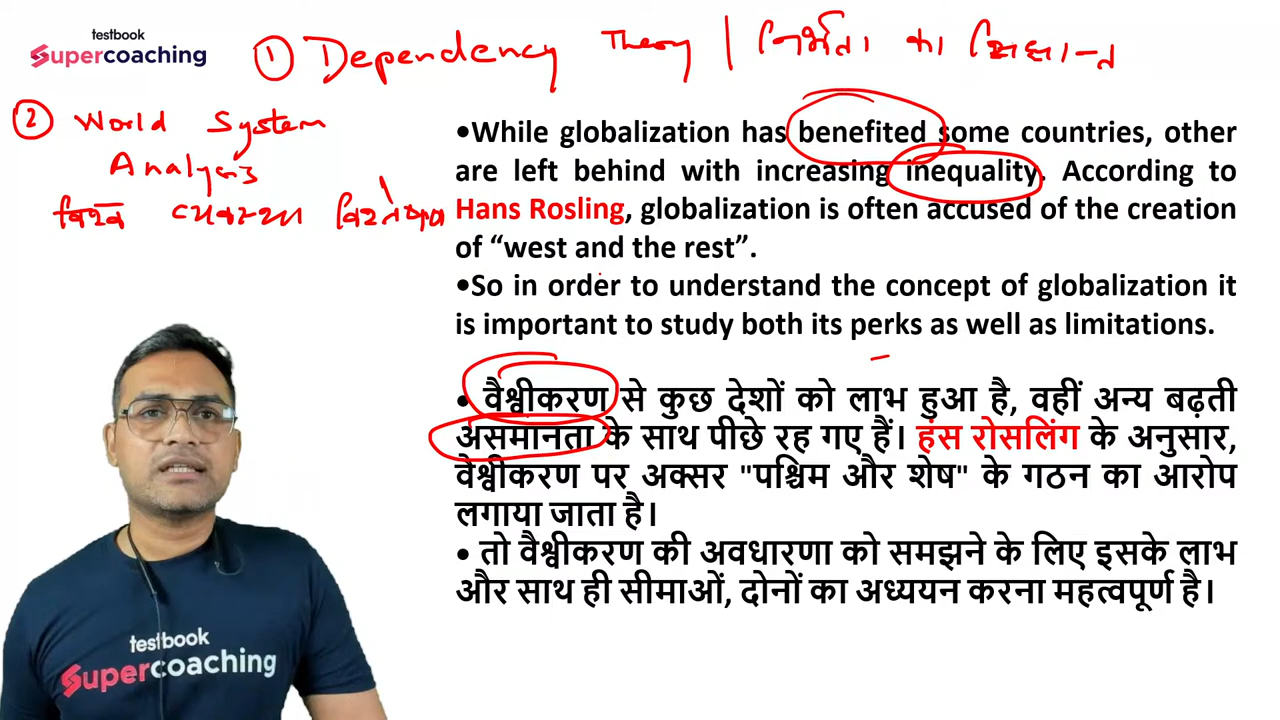 testbook
Supercoaching
① Dependency Theory | निर्भरता का सिद्धान्त
② World System
Analysis
विश्व व्यवस्था विश्लेषण
•While globalization has benefited some countries, other
are left behind with increasing inequality. According to
Hans Rosling, globalization is often accused of the creation
of “west and the rest”.
•So in order to understand the concept of globalization it
is important to study both its perks as well as limitations.
• वैश्वीकरण से कुछ देशों को लाभ हुआ है, वहीं अन्य बढ़ती
असमानता के साथ पीछे रह गए हैं। हंस रोसलिंग के अनुसार,
वेश्वीकरण पर अक्सर "पश्चिम और शेष" के गठन का आरोप
लगाया जाता है।
• तो वैश्वीकरण की अवधारणा को समझने के लिए इसके लाभ
और साथ ही सीमाओं, दोनों का अध्ययन करना महत्वपूर्ण है।
testbook
Supercoaching